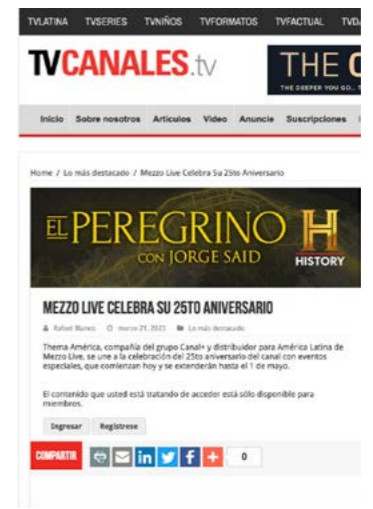 TVLATINA TVSERIES TVNIÑOS TVFORMATOS TVFACTUAL
TVCANALES.tv
THE
THE DEEPER YOU GO..
Inicio Sobre nosotros Artículos Video Anuncie Suscripciones
Home / Lo más destacado / Mezzo Live Celebra Su 25to Aniversario
EL PEREGRINO
CON JORGE SAID
H
HISTORY
MEZZO LIVE CELEBRA SU 25TO ANIVERSARIO
Rafael Blanco marzo 21, 2023 Lo más destacado
Thema América, compañía del grupo Canal+ y distribuidor para América Latina de
Mezzo Live, se une a la celebración del 25to aniversario del canal con eventos
especiales, que comienzan hoy y se extenderán hasta el 1 de mayo.
El contenido que usted está tratando de acceder está sólo disponible para
miembros.
Ingresar Regístrese
COMPARTIR in f + 0